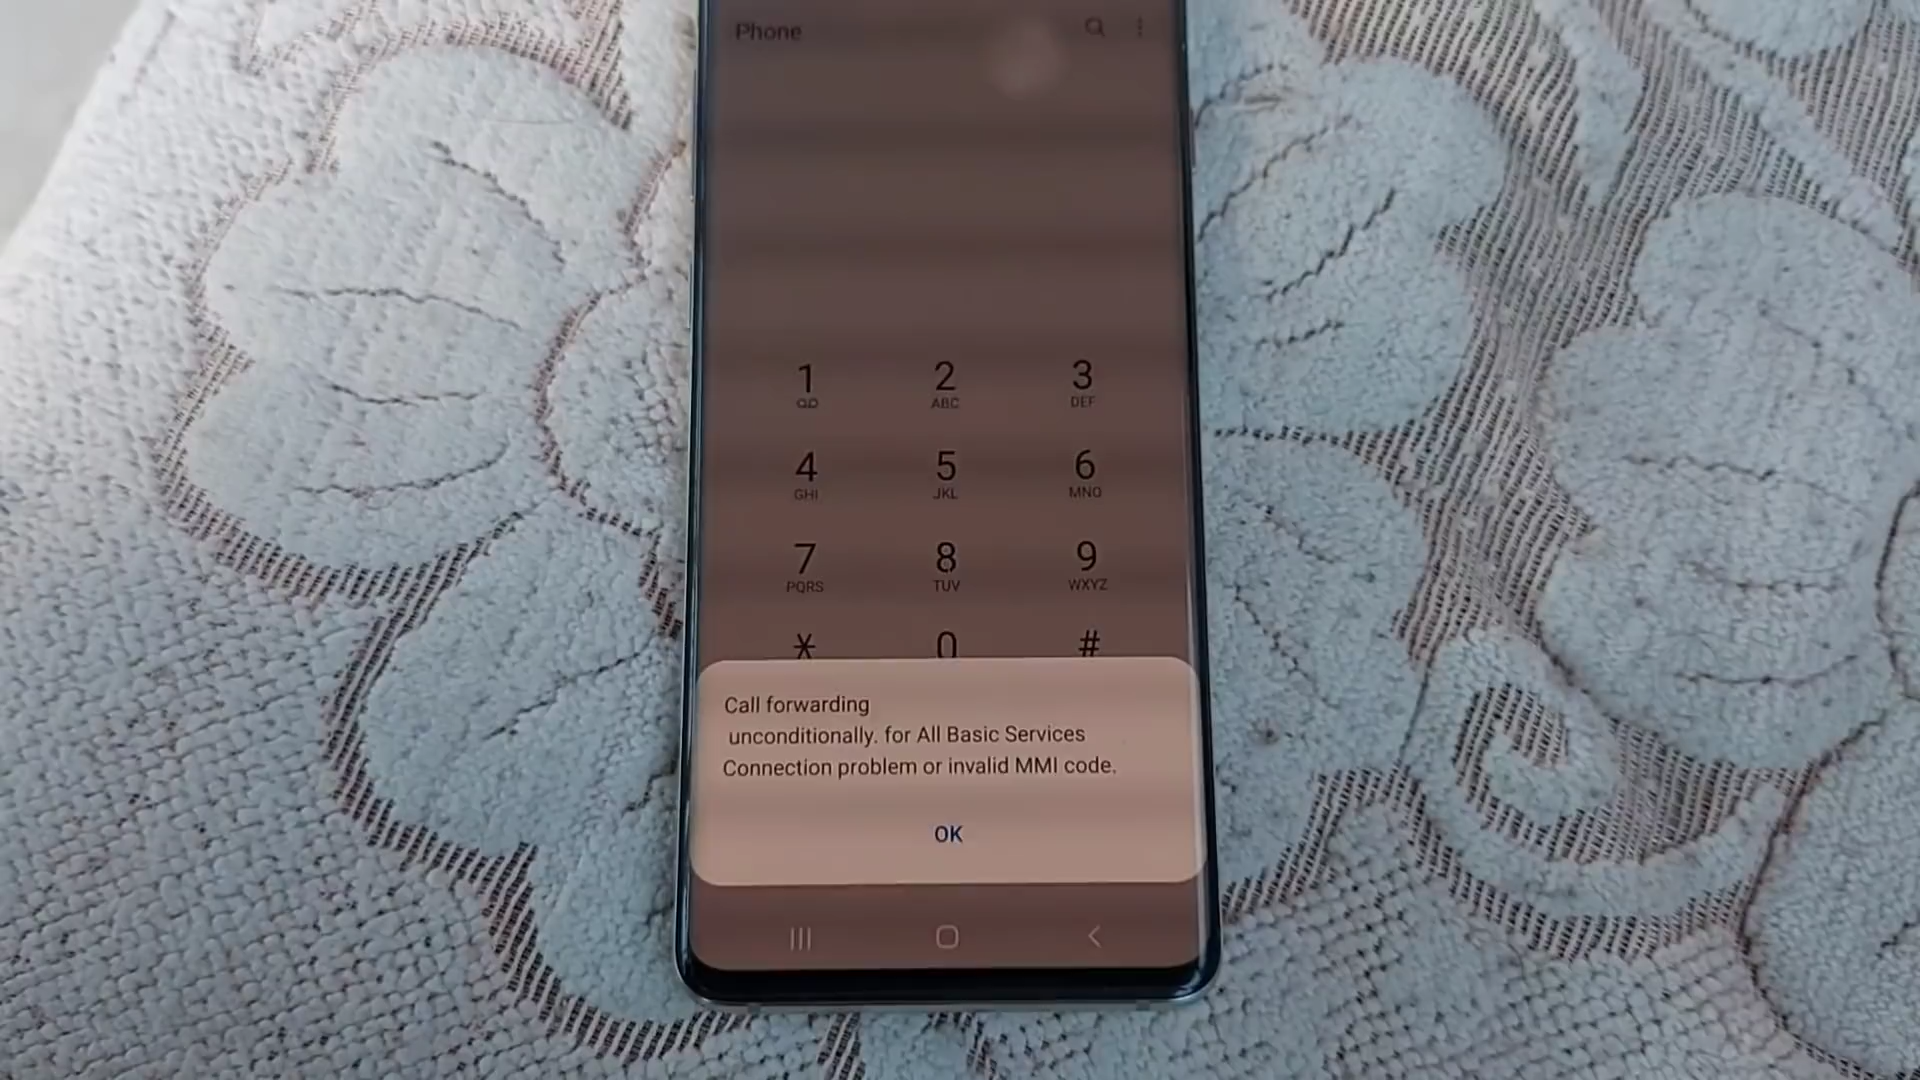 Phone
1 2 3
ABC DEF
4 5 6
GHI JKL MNO
7 8 9
PQRS TUV WXYZ
* 0 #
Call forwarding
unconditionally. for All Basic Services
Connection problem or invalid MMI code.
OK